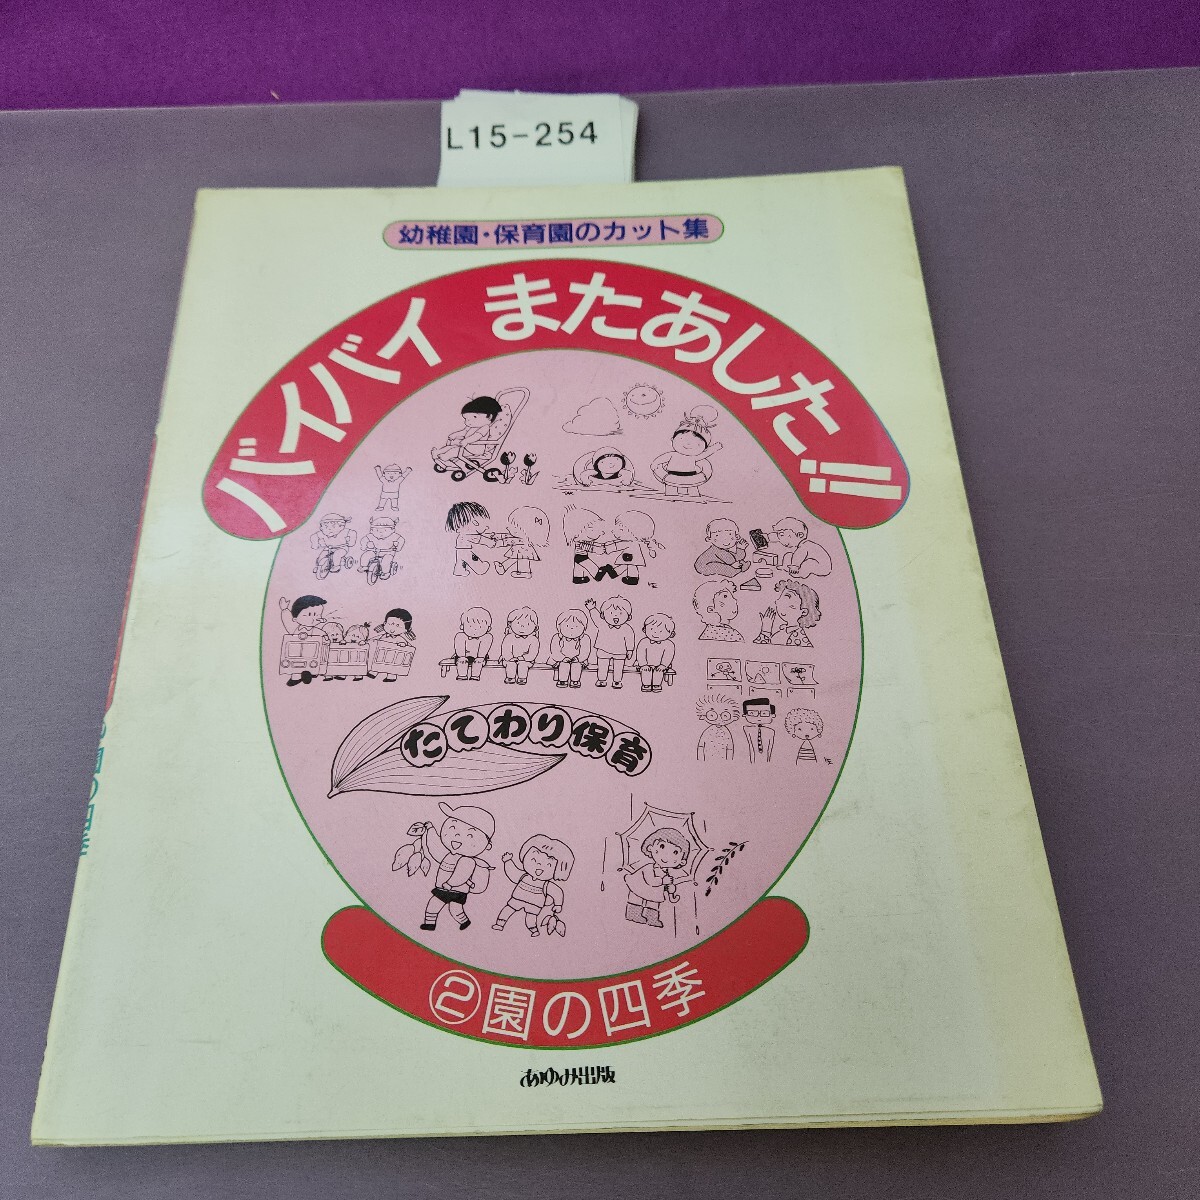 L15-254
幼稚園・保育園のカット集
バイバイ またあした!!
たてわり保育
②園の四季
あゆみ出版